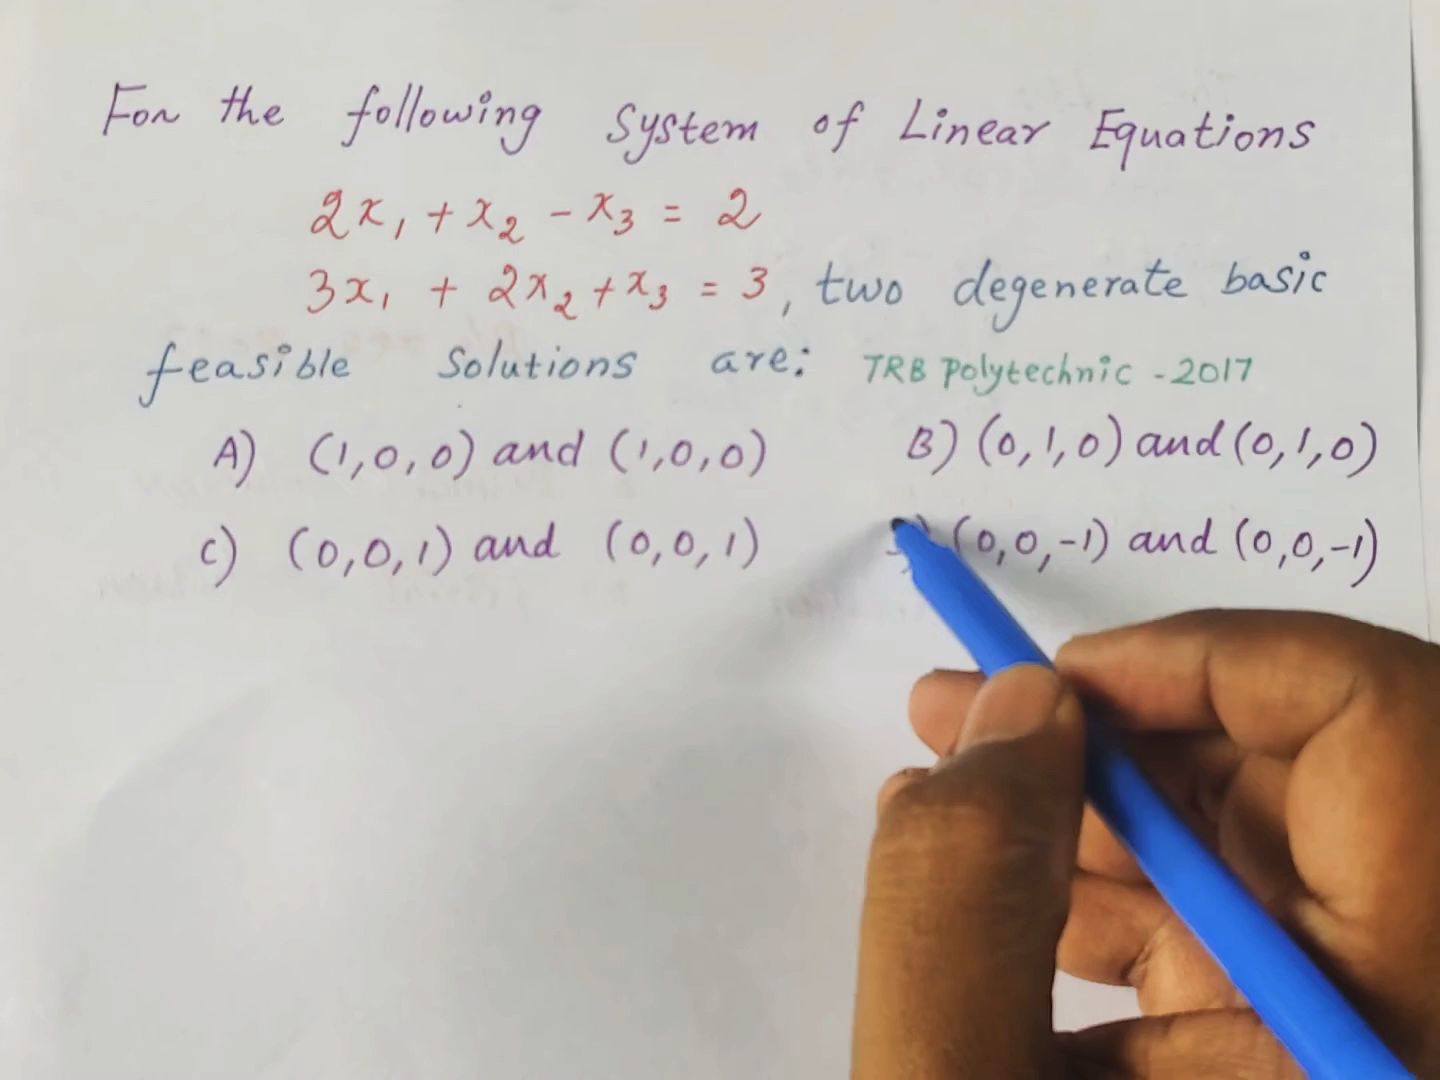 For the following System of Linear Equations
2x₁ + x₂ - x₃ = 2
3x₁ + 2x₂ + x₃ = 3, two degenerate basic
feasible Solutions are: TRB Polytechnic - 2017
A) (1,0,0) and (1,0,0) B) (0,1,0) and (0,1,0)
C) (0,0,1) and (0,0,1) (0,0,-1) and (0,0,-1)